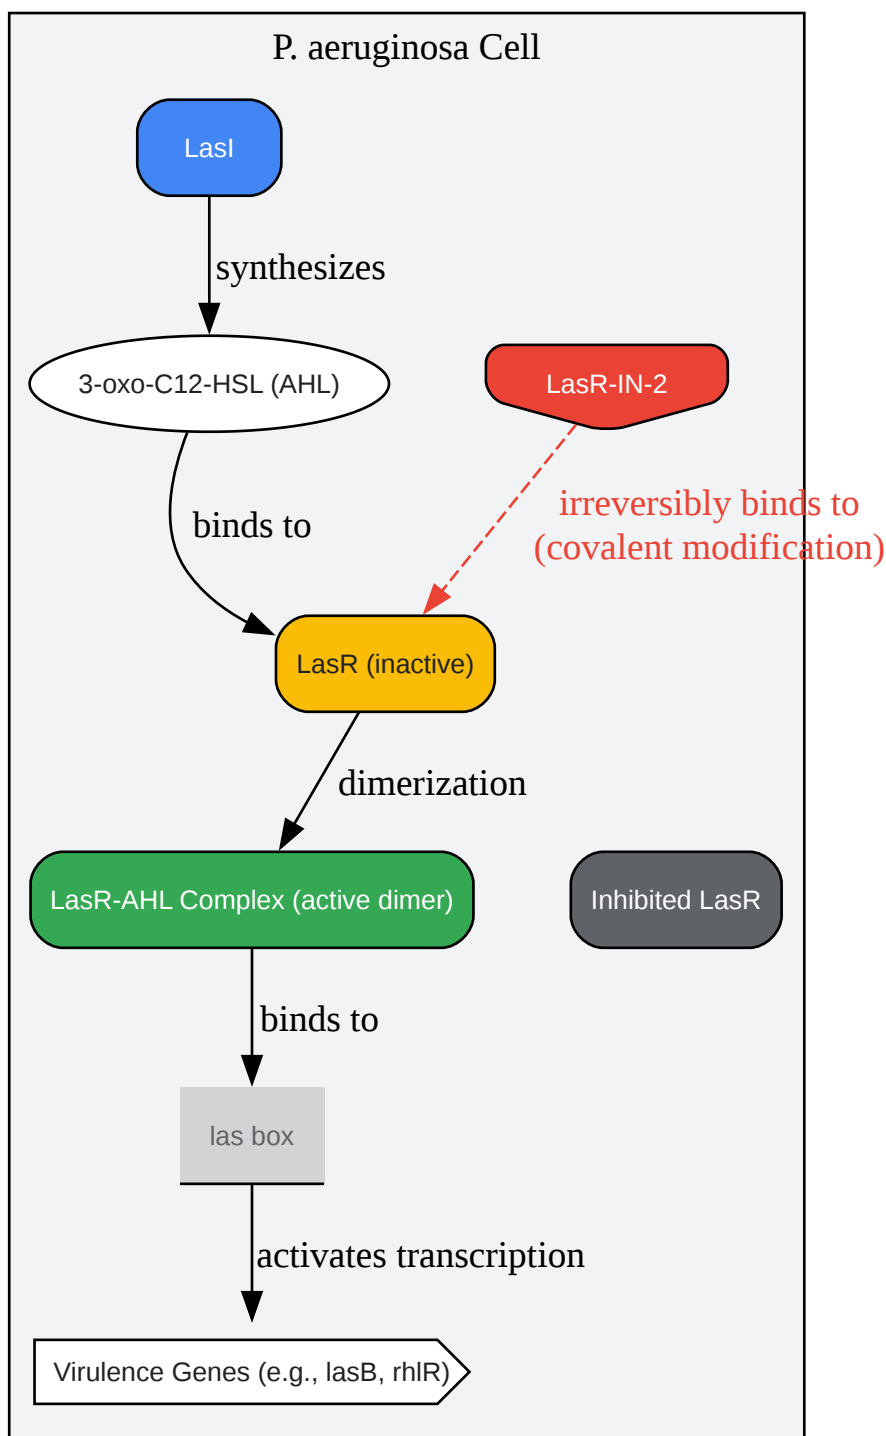 P. aeruginosa Cell
LasI
synthesizes
3-oxo-C12-HSL (AHL)
LasR-IN-2
binds to
irreversibly binds to
(covalent modification)
LasR (inactive)
dimerization
LasR-AHL Complex (active dimer)
Inhibited LasR
binds to
las box
activates transcription
Virulence Genes (e.g., lasB, rhlR)